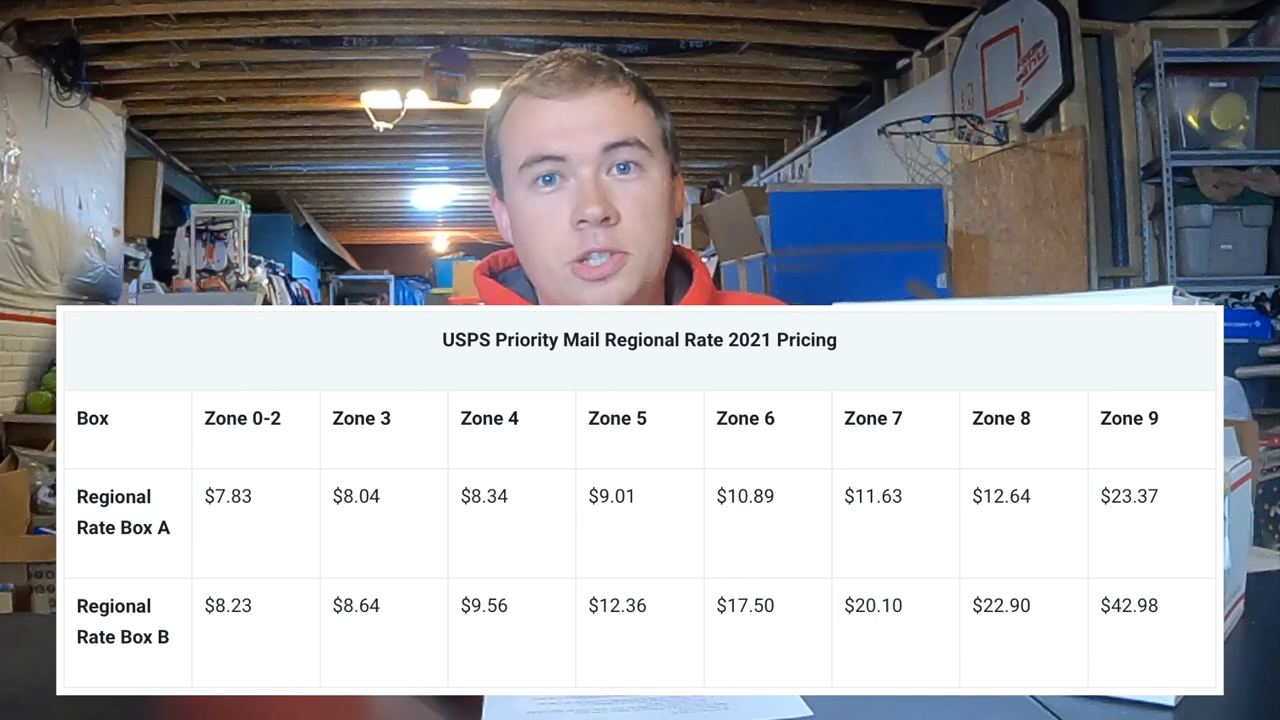 USPS Priority Mail Regional Rate 2021 Pricing
Box Zone 0-2 Zone 3 Zone 4 Zone 5 Zone 6 Zone 7 Zone 8 Zone 9
Regional Rate Box A $7.83 $8.04 $8.34 $9.01 $10.89 $11.63 $12.64 $23.37
Regional Rate Box B $8.23 $8.64 $9.56 $12.36 $17.50 $20.10 $22.90 $42.98